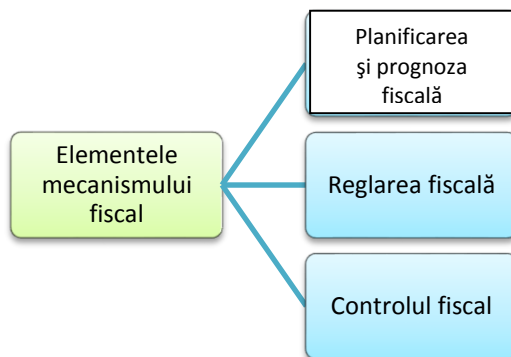 Planificarea
şi prognoza
fiscală
Elementele
mecanismului
fiscal
Reglarea fiscală
Controlul fiscal